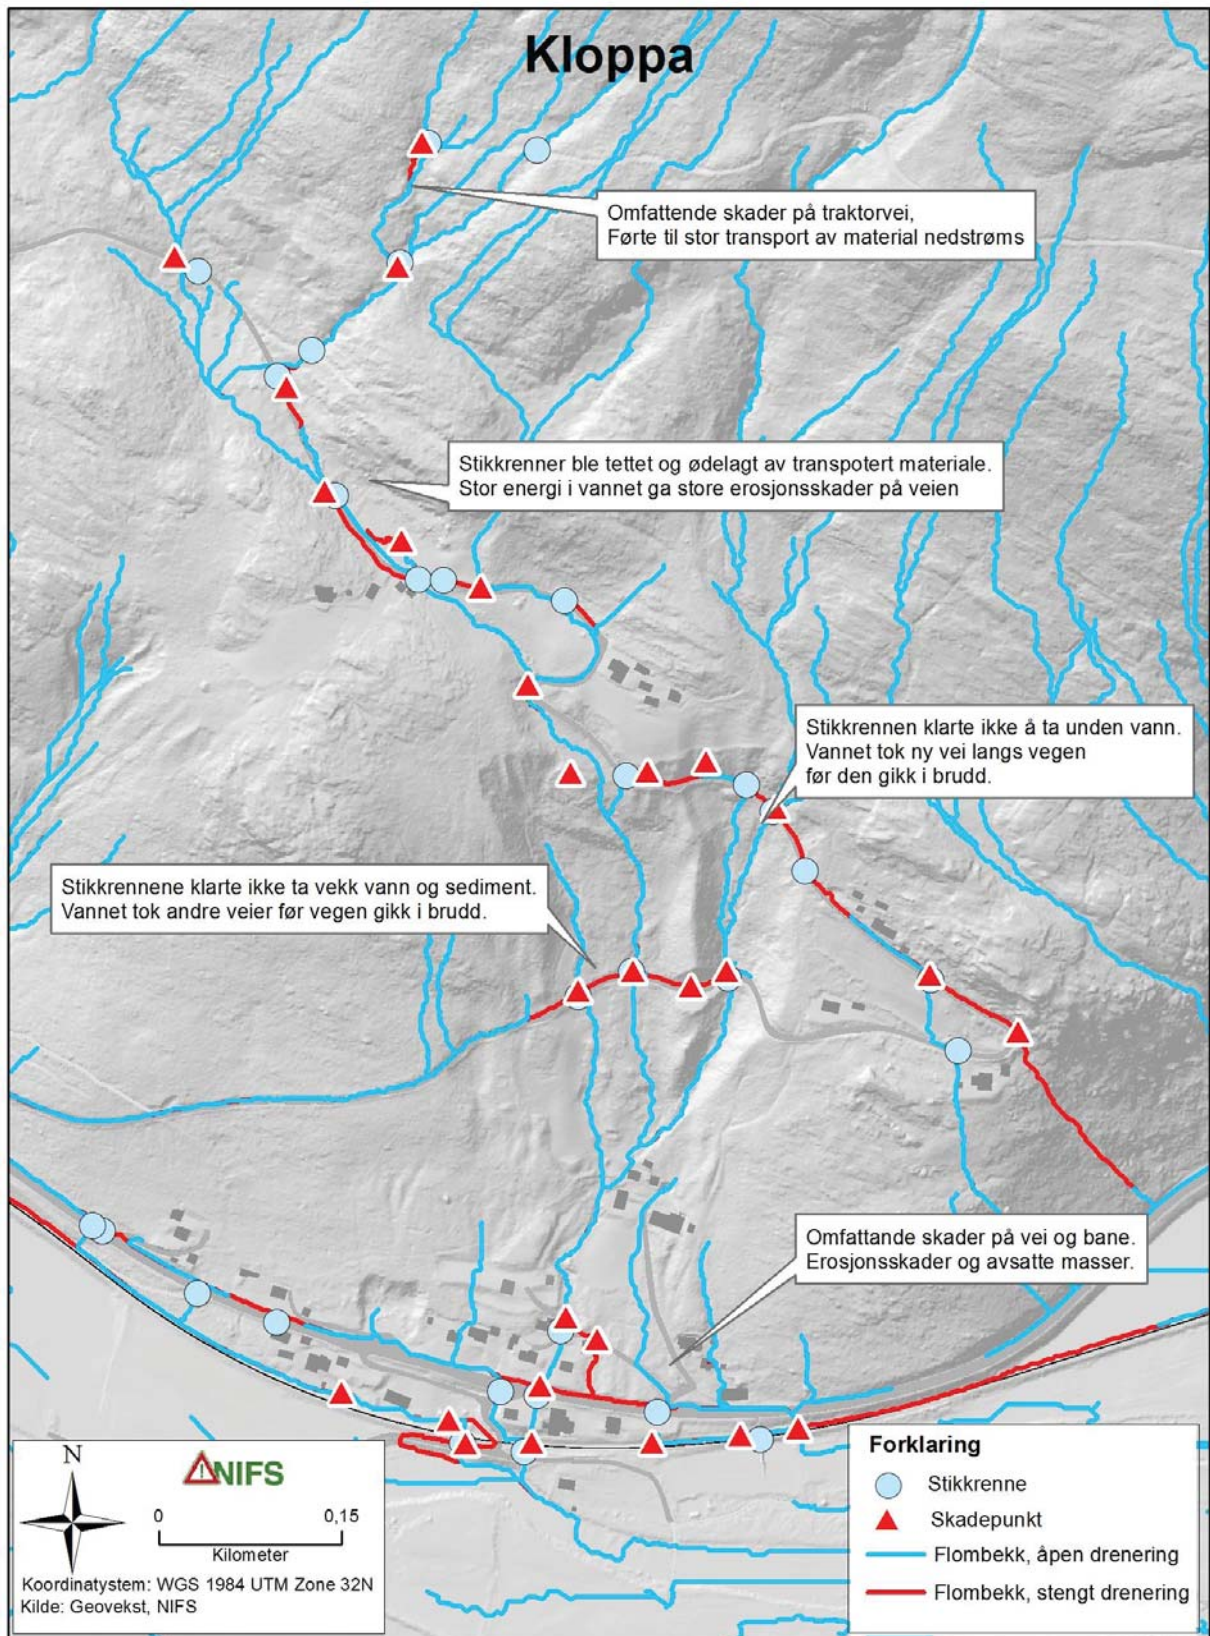 Kloppa
Omfattende skader på traktorvei,
Førte til stor transport av material nedstrøms
Stikkrenner ble tettet og ødelagt av transpotert materiale.
Stor energi i vannet ga store erosjonsskader på veien
Stikkrennen klarte ikke å ta unden vann.
Vannet tok ny vei langs vegen
før den gikk i brudd.
Stikkrennene klarte ikke ta vekk vann og sediment.
Vannet tok andre veier før vegen gikk i brudd.
Omfattande skader på vei og bane.
Erosjonsskader og avsatte masser.
N
NIFS
0 0,15
Kilometer
Koordinatystem: WGS 1984 UTM Zone 32N
Kilde: Geovekst, NIFS
Forklaring
Stikkrenne
Skadepunkt
Flombekk, åpen drenering
Flombekk, stengt drenering